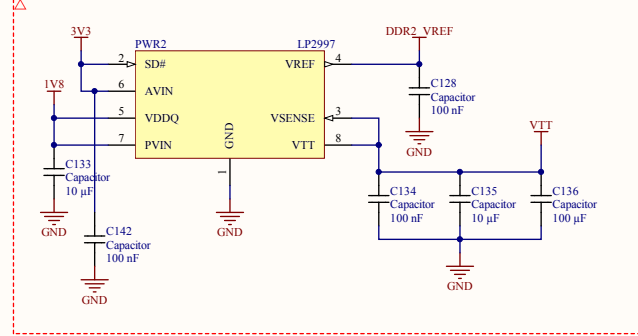 3V3
PWR2
LP2997
DDR2_VREF
2
SD#
VREF
4
1V8
6
AVIN
C128
Capacitor
100 nF
5
VDDQ
VSENSE
3
7
PVIN
GND
VTT
8
GND
VTT
1
C133
Capacitor
10 µF
C134
Capacitor
100 nF
C135
Capacitor
10 µF
C136
Capacitor
100 µF
GND
GND
C142
Capacitor
100 nF
GND
GND